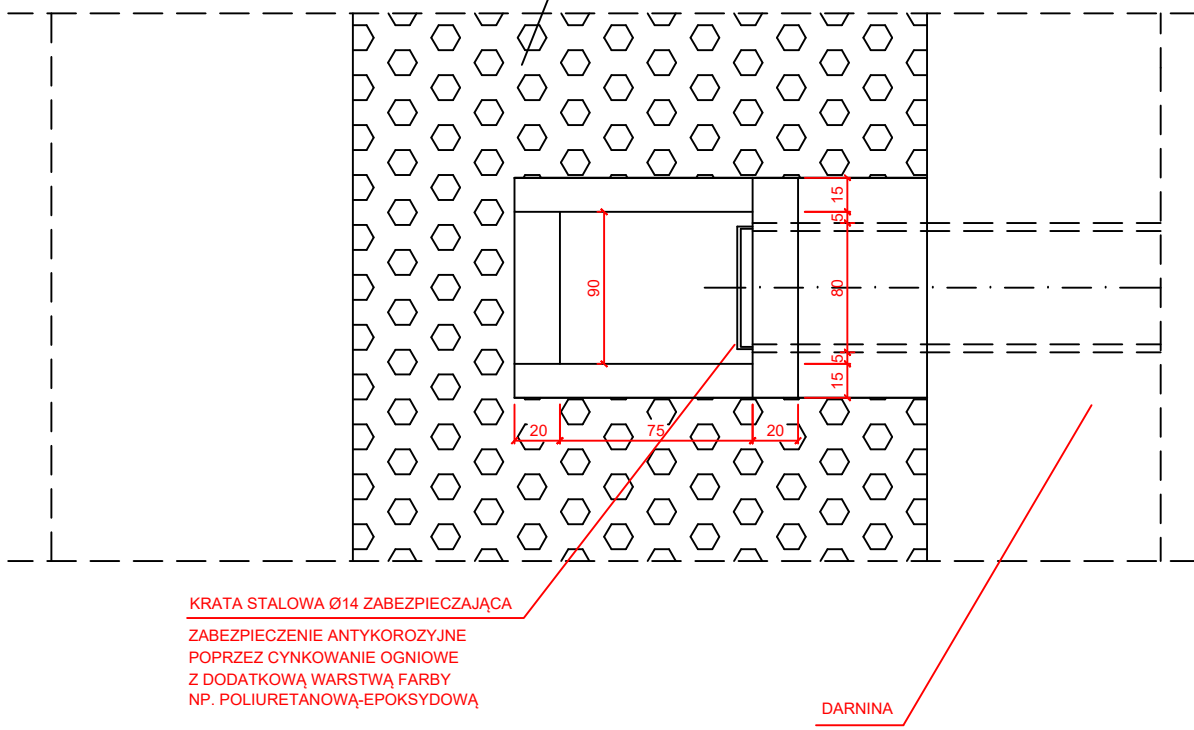 15
5
90
80
5
15
20
75
20
KRATA STALOWA Ø14 ZABEZPIECZAJĄCA
ZABEZPIECZENIE ANTYKOROZYJNE
POPRZEZ CYNKOWANIE OGNIOWE
Z DODATKOWĄ WARSTWĄ FARBY
NP. POLIURETANOWĄ-EPOKSYDOWĄ
DARNINA